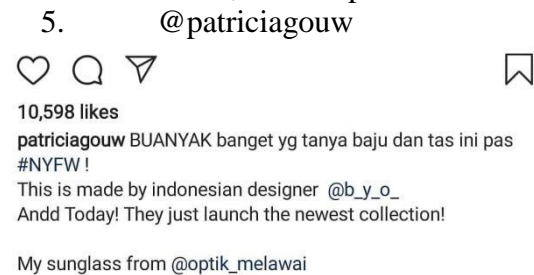 5. @patriciagouw
10,598 likes
patriciagouw BUANYAK banget yg tanya baju dan tas ini pas
#NYFW !
This is made by indonesian designer @b_y_o_
Andd Today! They just launch the newest collection!
My sunglass from @optik_melawai